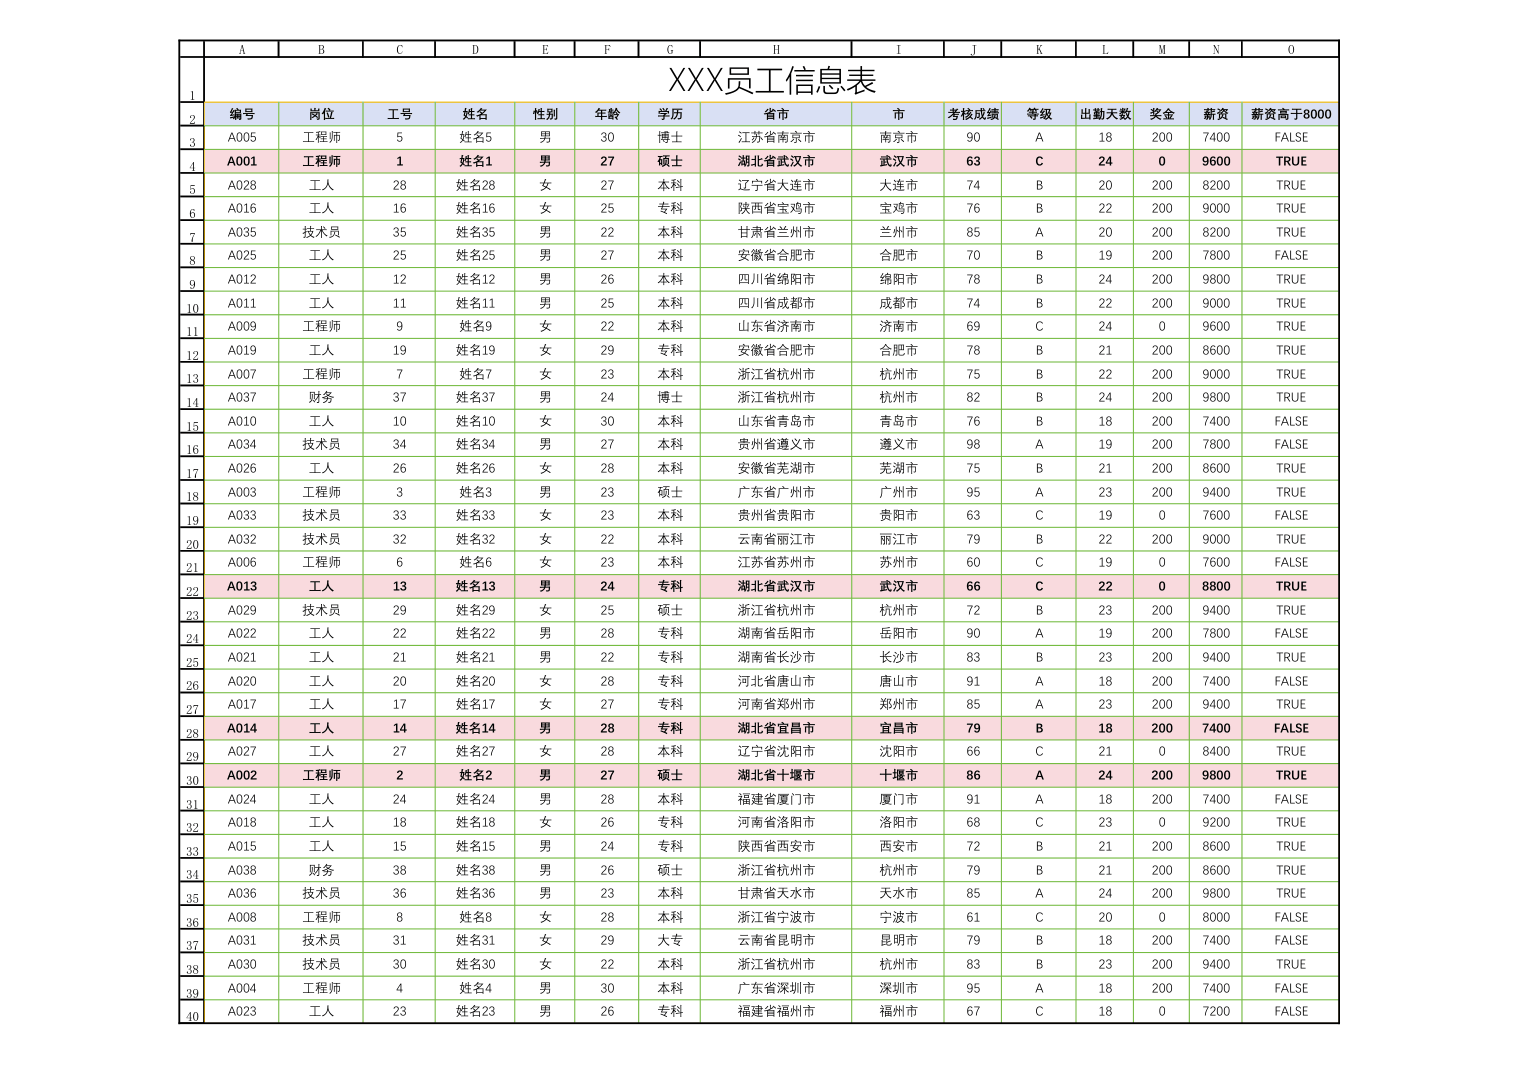 A B C D E F G H I J K L M N O
1 XXX员工信息表
2 编号 岗位 工号 姓名 性别 年龄 学历 省市 市 考核成绩 等级 出勤天数 奖金 薪资 薪资高于8000
3 A005 工程师 5 姓名5 男 30 博士 江苏省南京市 南京市 90 A 18 200 7400 FALSE
4 A001 工程师 1 姓名1 男 27 硕士 湖北省武汉市 武汉市 63 C 24 0 9600 TRUE
5 A028 工人 28 姓名28 女 27 本科 辽宁省大连市 大连市 74 B 20 200 8200 TRUE
6 A016 工人 16 姓名16 女 25 专科 陕西省宝鸡市 宝鸡市 76 B 22 200 9000 TRUE
7 A035 技术员 35 姓名35 男 22 本科 甘肃省兰州市 兰州市 85 A 20 200 8200 TRUE
8 A025 工人 25 姓名25 男 27 本科 安徽省合肥市 合肥市 70 B 19 200 7800 FALSE
9 A012 工人 12 姓名12 男 26 本科 四川省绵阳市 绵阳市 78 B 24 200 9800 TRUE
10 A011 工人 11 姓名11 男 25 本科 四川省成都市 成都市 74 B 22 200 9000 TRUE
11 A009 工程师 9 姓名9 女 22 本科 山东省济南市 济南市 69 C 24 0 9600 TRUE
12 A019 工人 19 姓名19 女 29 专科 安徽省合肥市 合肥市 78 B 21 200 8600 TRUE
13 A007 工程师 7 姓名7 女 23 本科 浙江省杭州市 杭州市 75 B 22 200 9000 TRUE
14 A037 财务 37 姓名37 男 24 博士 浙江省杭州市 杭州市 82 B 24 200 9800 TRUE
15 A010 工人 10 姓名10 女 30 本科 山东省青岛市 青岛市 76 B 18 200 7400 FALSE
16 A034 技术员 34 姓名34 男 27 本科 贵州省遵义市 遵义市 98 A 19 200 7800 FALSE
17 A026 工人 26 姓名26 女 28 本科 安徽省芜湖市 芜湖市 75 B 21 200 8600 TRUE
18 A003 工程师 3 姓名3 男 23 硕士 广东省广州市 广州市 95 A 23 200 9400 TRUE
19 A033 技术员 33 姓名33 女 23 本科 贵州省贵阳市 贵阳市 63 C 19 0 7600 FALSE
20 A032 技术员 32 姓名32 女 22 本科 云南省丽江市 丽江市 79 B 22 200 9000 TRUE
21 A006 工程师 6 姓名6 女 23 本科 江苏省苏州市 苏州市 60 C 19 0 7600 FALSE
22 A013 工人 13 姓名13 男 24 专科 湖北省武汉市 武汉市 66 C 22 0 8800 TRUE
23 A029 技术员 29 姓名29 女 25 硕士 浙江省杭州市 杭州市 72 B 23 200 9400 TRUE
24 A022 工人 22 姓名22 男 28 专科 湖南省岳阳市 岳阳市 90 A 19 200 7800 FALSE
25 A021 工人 21 姓名21 男 22 专科 湖南省长沙市 长沙市 83 B 23 200 9400 TRUE
26 A020 工人 20 姓名20 女 28 专科 河北省唐山市 唐山市 91 A 18 200 7400 FALSE
27 A017 工人 17 姓名17 女 27 专科 河南省郑州市 郑州市 85 A 23 200 9400 TRUE
28 A014 工人 14 姓名14 男 28 专科 湖北省宜昌市 宜昌市 79 B 18 200 7400 FALSE
29 A027 工人 27 姓名27 女 28 本科 辽宁省沈阳市 沈阳市 66 C 21 0 8400 TRUE
30 A002 工程师 2 姓名2 男 27 硕士 湖北省十堰市 十堰市 86 A 24 200 9800 TRUE
31 A024 工人 24 姓名24 男 28 本科 福建省厦门市 厦门市 91 A 18 200 7400 FALSE
32 A018 工人 18 姓名18 女 26 专科 河南省洛阳市 洛阳市 68 C 23 0 9200 TRUE
33 A015 工人 15 姓名15 男 24 专科 陕西省西安市 西安市 72 B 21 200 8600 TRUE
34 A038 财务 38 姓名38 男 26 硕士 浙江省杭州市 杭州市 79 B 21 200 8600 TRUE
35 A036 技术员 36 姓名36 男 23 本科 甘肃省天水市 天水市 85 A 24 200 9800 TRUE
36 A008 工程师 8 姓名8 女 28 本科 浙江省宁波市 宁波市 61 C 20 0 8000 FALSE
37 A031 技术员 31 姓名31 女 29 大专 云南省昆明市 昆明市 79 B 18 200 7400 FALSE
38 A030 技术员 30 姓名30 女 22 本科 浙江省杭州市 杭州市 83 B 23 200 9400 TRUE
39 A004 工程师 4 姓名4 男 30 本科 广东省深圳市 深圳市 95 A 18 200 7400 FALSE
40 A023 工人 23 姓名23 男 26 专科 福建省福州市 福州市 67 C 18 0 7200 FALSE